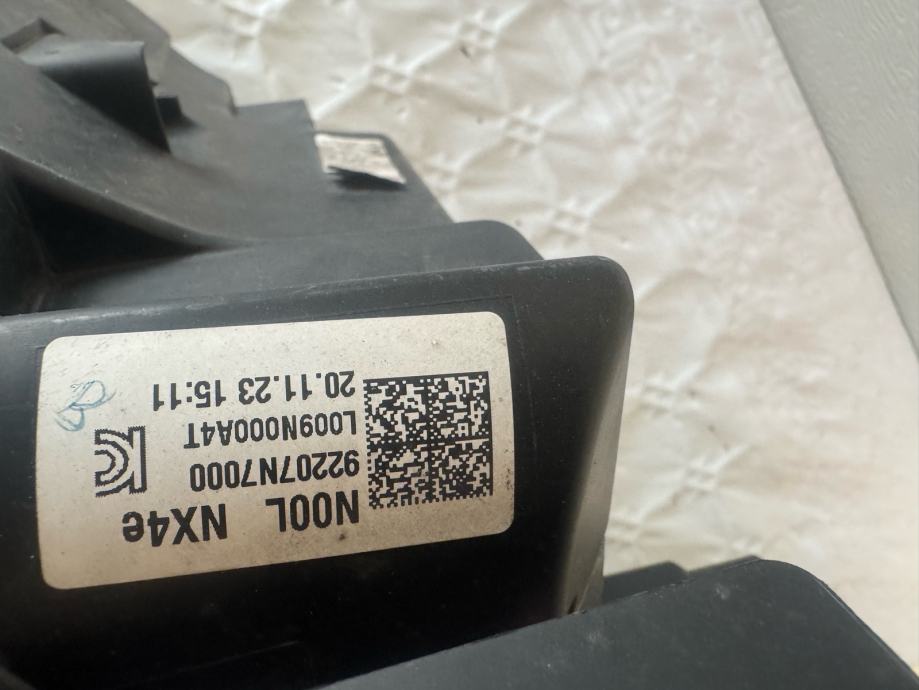 N00L NX4e
92207N7000
L009N000A4T
20.11.23 15:11